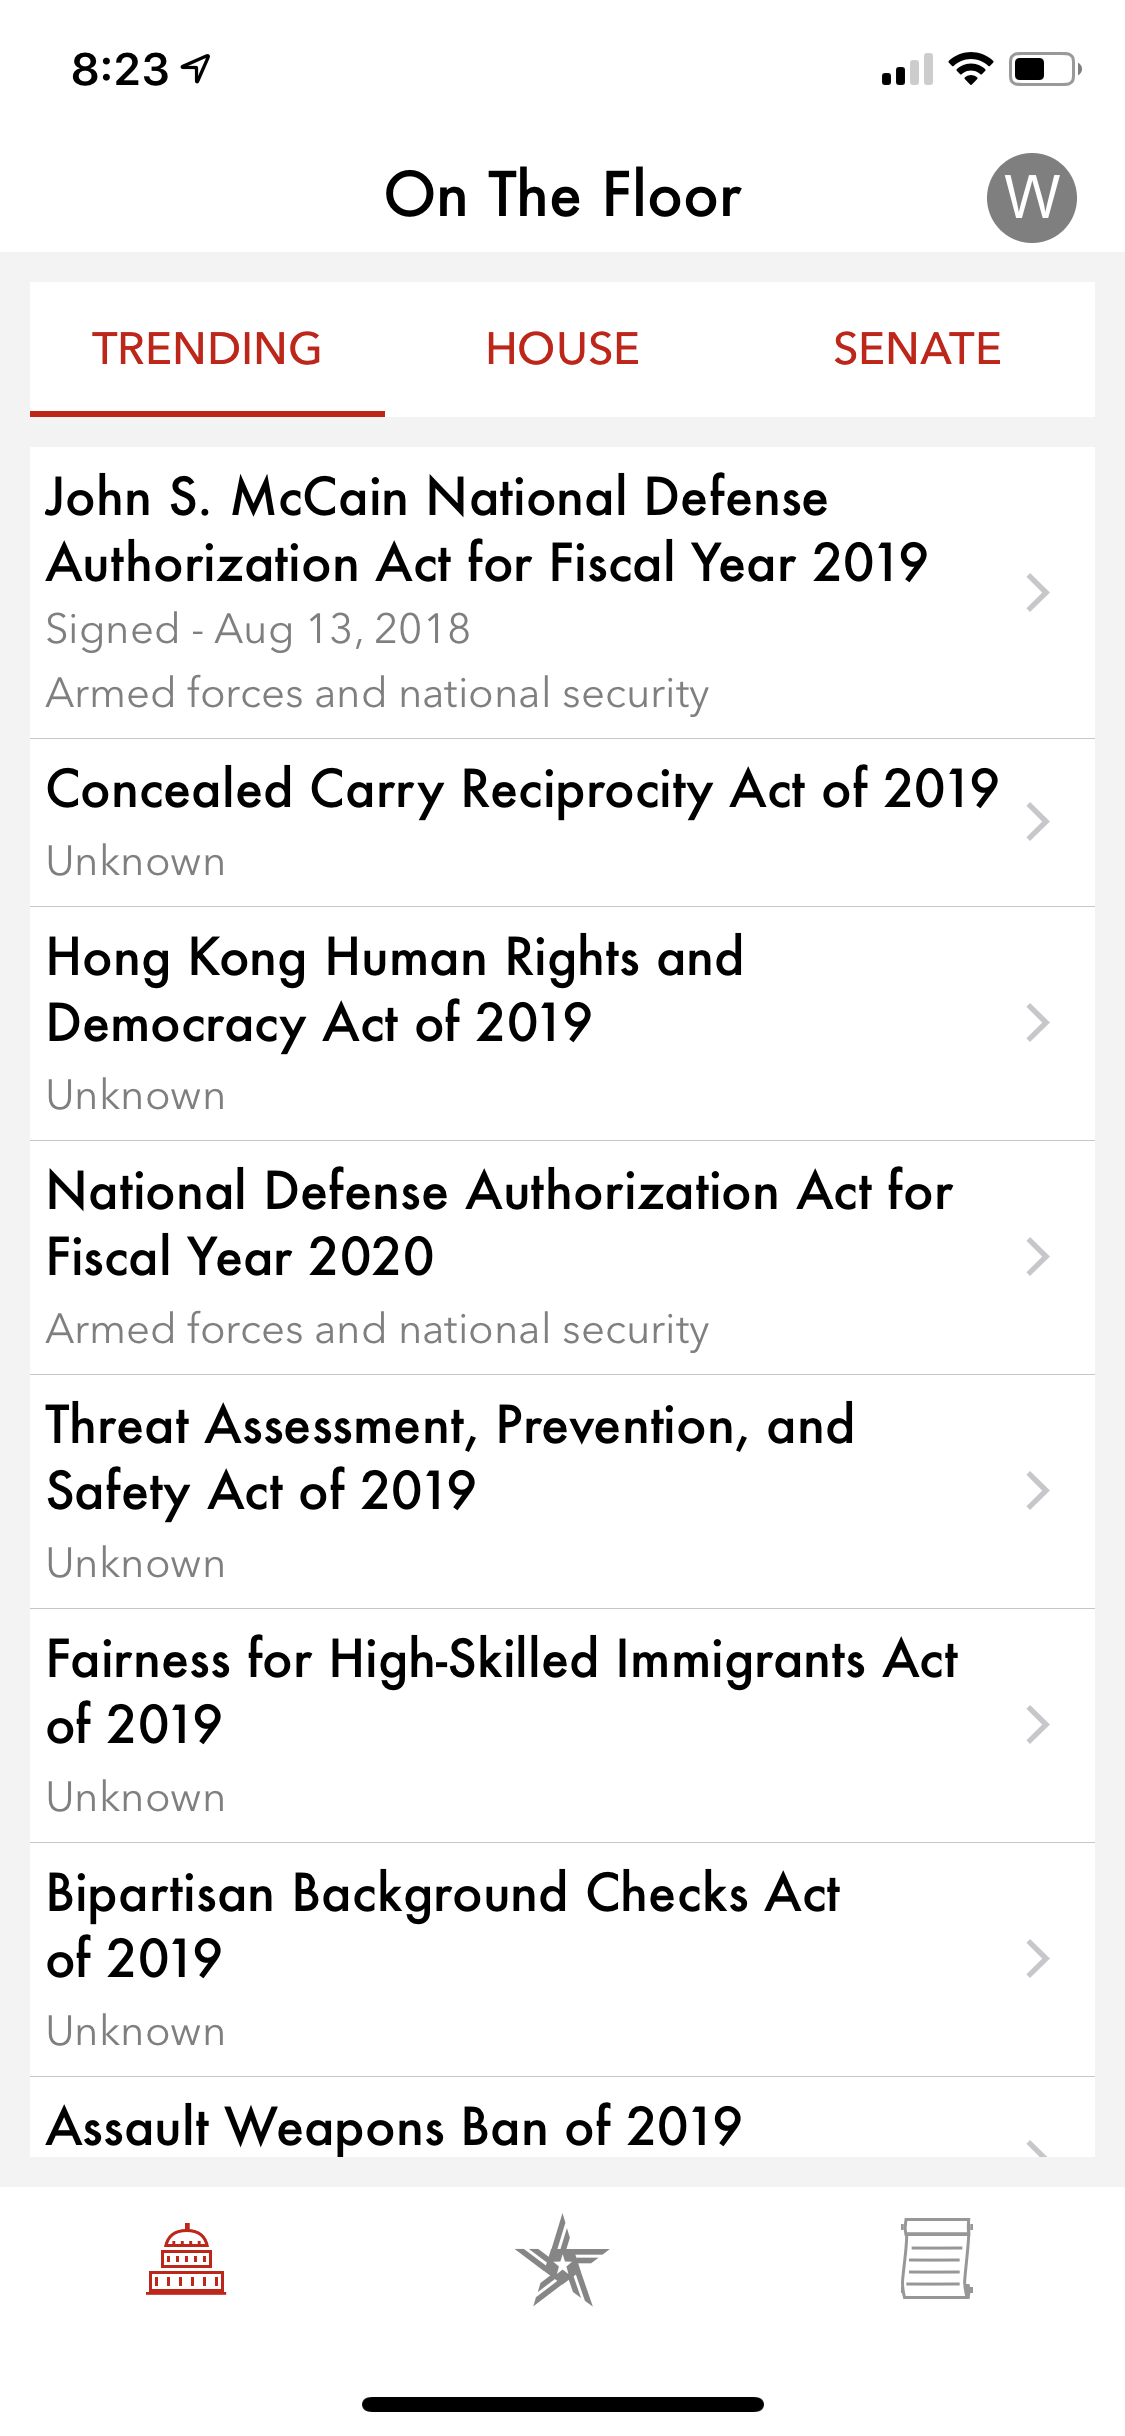 8:23
On The Floor
W
TRENDING HOUSE SENATE
John S. McCain National Defense
Authorization Act for Fiscal Year 2019
Signed - Aug 13, 2018
Armed forces and national security
Concealed Carry Reciprocity Act of 2019
Unknown
Hong Kong Human Rights and
Democracy Act of 2019
Unknown
National Defense Authorization Act for
Fiscal Year 2020
Armed forces and national security
Threat Assessment, Prevention, and
Safety Act of 2019
Unknown
Fairness for High-Skilled Immigrants Act
of 2019
Unknown
Bipartisan Background Checks Act
of 2019
Unknown
Assault Weapons Ban of 2019